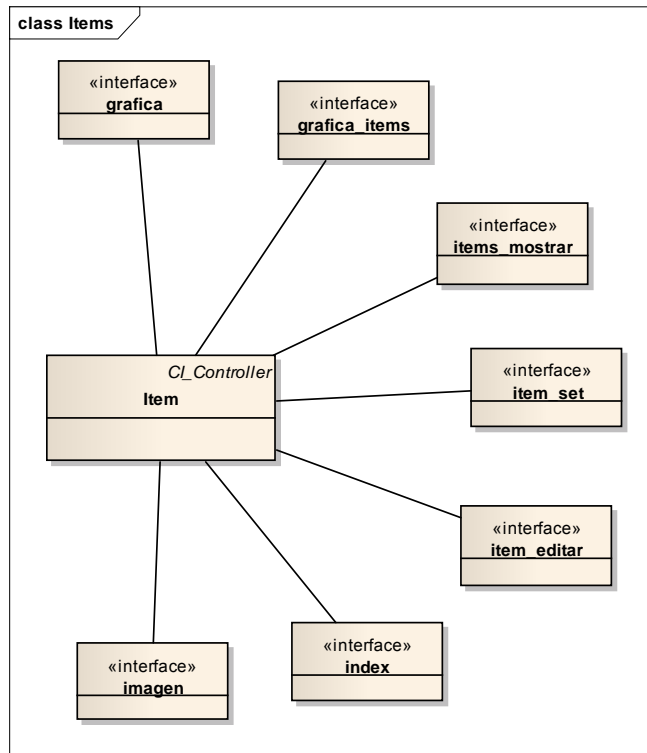 class Items
«interface»
grafica
«interface»
grafica_items
«interface»
items_mostrar
CI_Controller
Item
«interface»
item_set
«interface»
item_editar
«interface»
index
«interface»
imagen